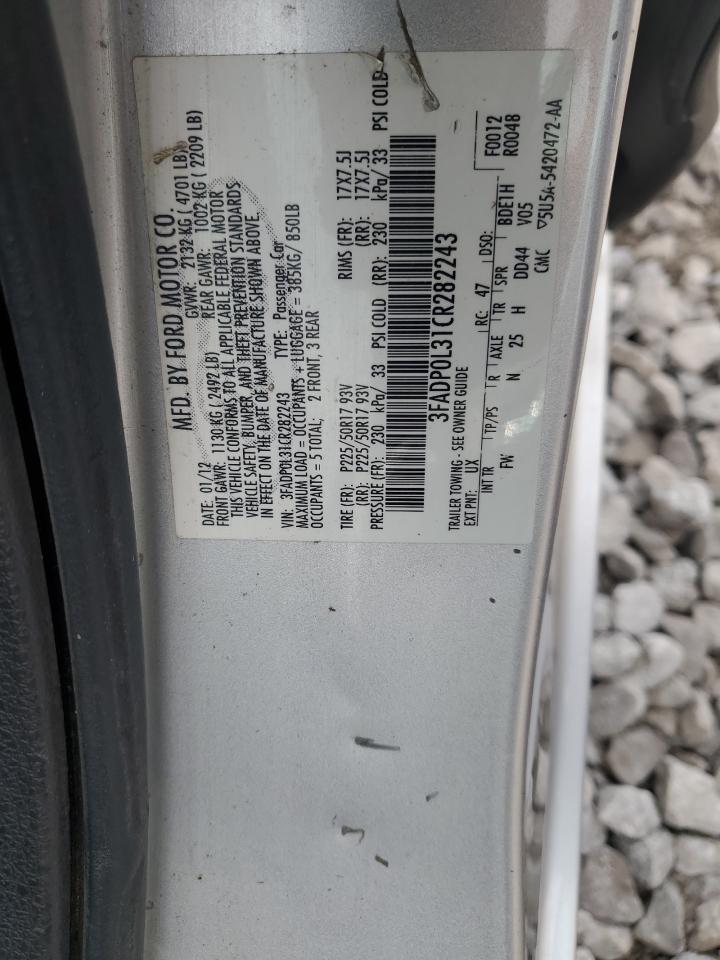 MFD. BY FORD MOTOR CO.
DATE: 01/12 GVWR: 2132 KG ( 4701 LB)
FRONT GAWR: 1130 KG ( 2492 LB) REAR GAWR: 1002 KG ( 2209 LB)
THIS VEHICLE CONFORMS TO ALL APPLICABLE FEDERAL MOTOR
VEHICLE SAFETY, BUMPER, AND THEFT PREVENTION STANDARDS
IN EFFECT ON THE DATE OF MANUFACTURE SHOWN ABOVE.
VIN: 3FADP0L31CR282243 TYPE: Passenger Car
MAXIMUM LOAD = OCCUPANTS + LUGGAGE = 385KG/ 850LB
OCCUPANTS = 5 TOTAL; 2 FRONT, 3 REAR
TIRE (FR): P225/50R17 93V RIMS (FR): 17X7.5J
(RR): P225/50R17 93V (RR): 17X7.5J
PRESSURE (FR): 230 kPa/ 33 PSI COLD (RR): 230 kPa/ 33 PSI COLD
3FADP0L31CR282243
TRAILER TOWING - SEE OWNER GUIDE
EXT PNT: UX RC: 47 DSO: F0012
INT TR TP/PS R AXLE TR SPR BDE1H R0048
FW N 25 H DD44 V05
CMC ▽5U5A-5420472-AA